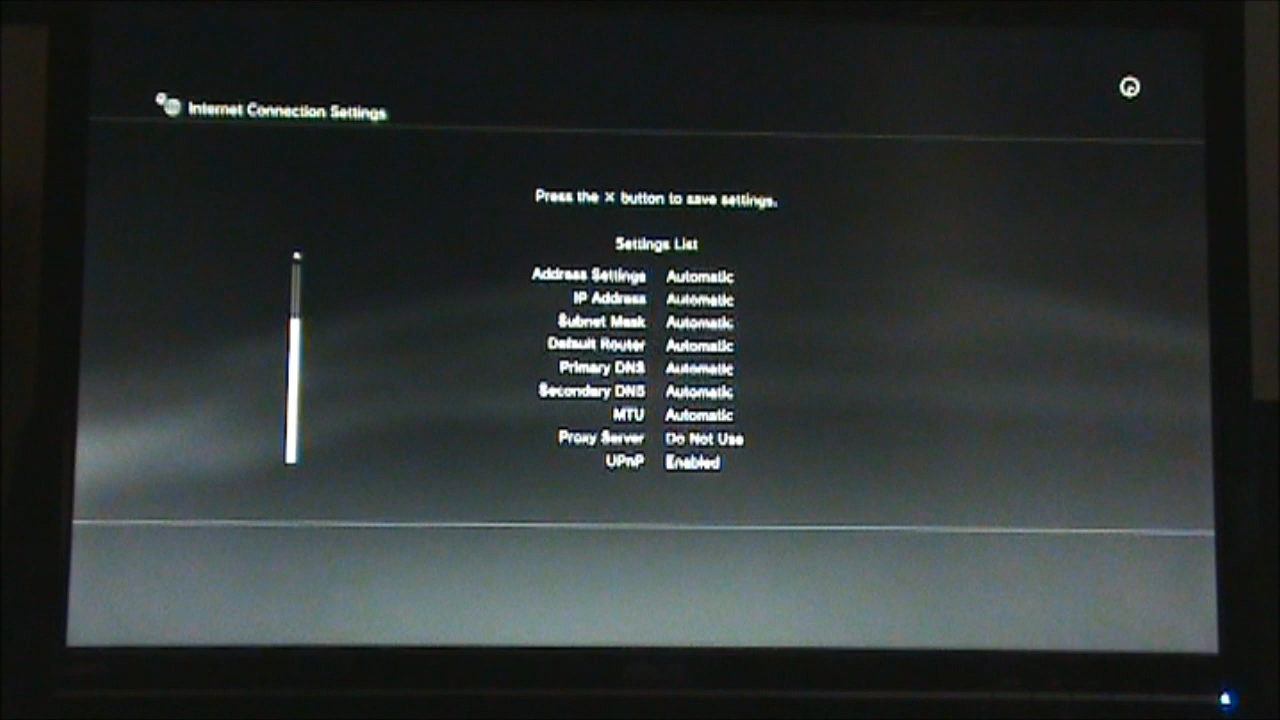 Internet Connection Settings
Press the × button to save settings.
Settings List
Address Settings Automatic
IP Address Automatic
Subnet Mask Automatic
Default Router Automatic
Primary DNS Automatic
Secondary DNS Automatic
MTU Automatic
Proxy Server Do Not Use
UPnP Enabled